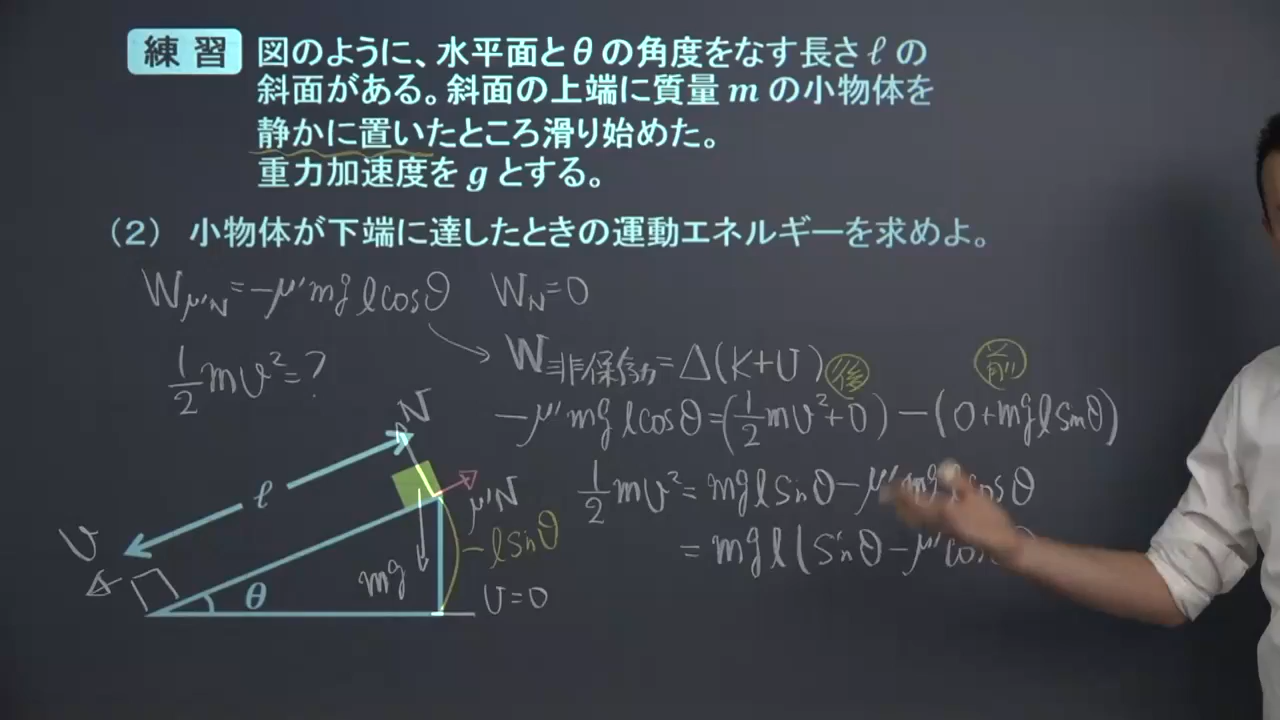 練習 図のように、水平面とθの角度をなす長さℓの
斜面がある。斜面の上端に質量 m の小物体を
静かに置いたところ滑り始めた。
重力加速度を g とする。
(2) 小物体が下端に達したときの運動エネルギーを求めよ。
Wμ'N=-μ'mgℓcosθ WN=0
W非保存力=Δ(K+U) 後 前
1/2mv²=?
-μ'mgℓcosθ=(1/2mv²+0)-(0+mgℓsinθ)
1/2mv²=mgℓsinθ-μ'mgℓcosθ
=mgℓ(sinθ-μ'co
N
ℓ
μ'N
v
ℓsinθ
mg
θ
U=0